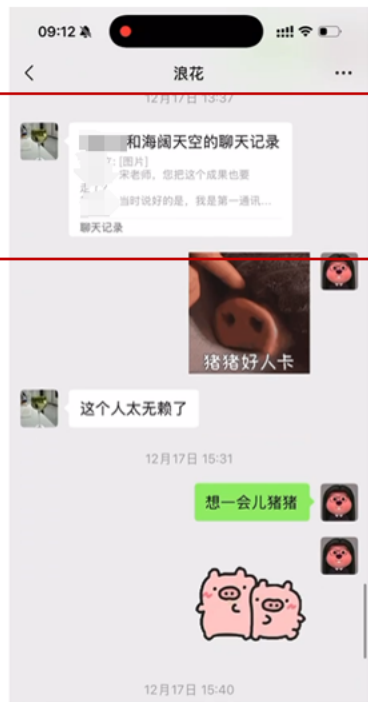 09:12
浪花
12月17日 13:37
和海阔天空的聊天记录
: [图片]
宋老师，您把这个成果也要
走了？
当时说好的是，我是第一通讯...
聊天记录
猪猪好人卡
这个人太无赖了
12月17日 15:31
想一会儿猪猪
12月17日 15:40